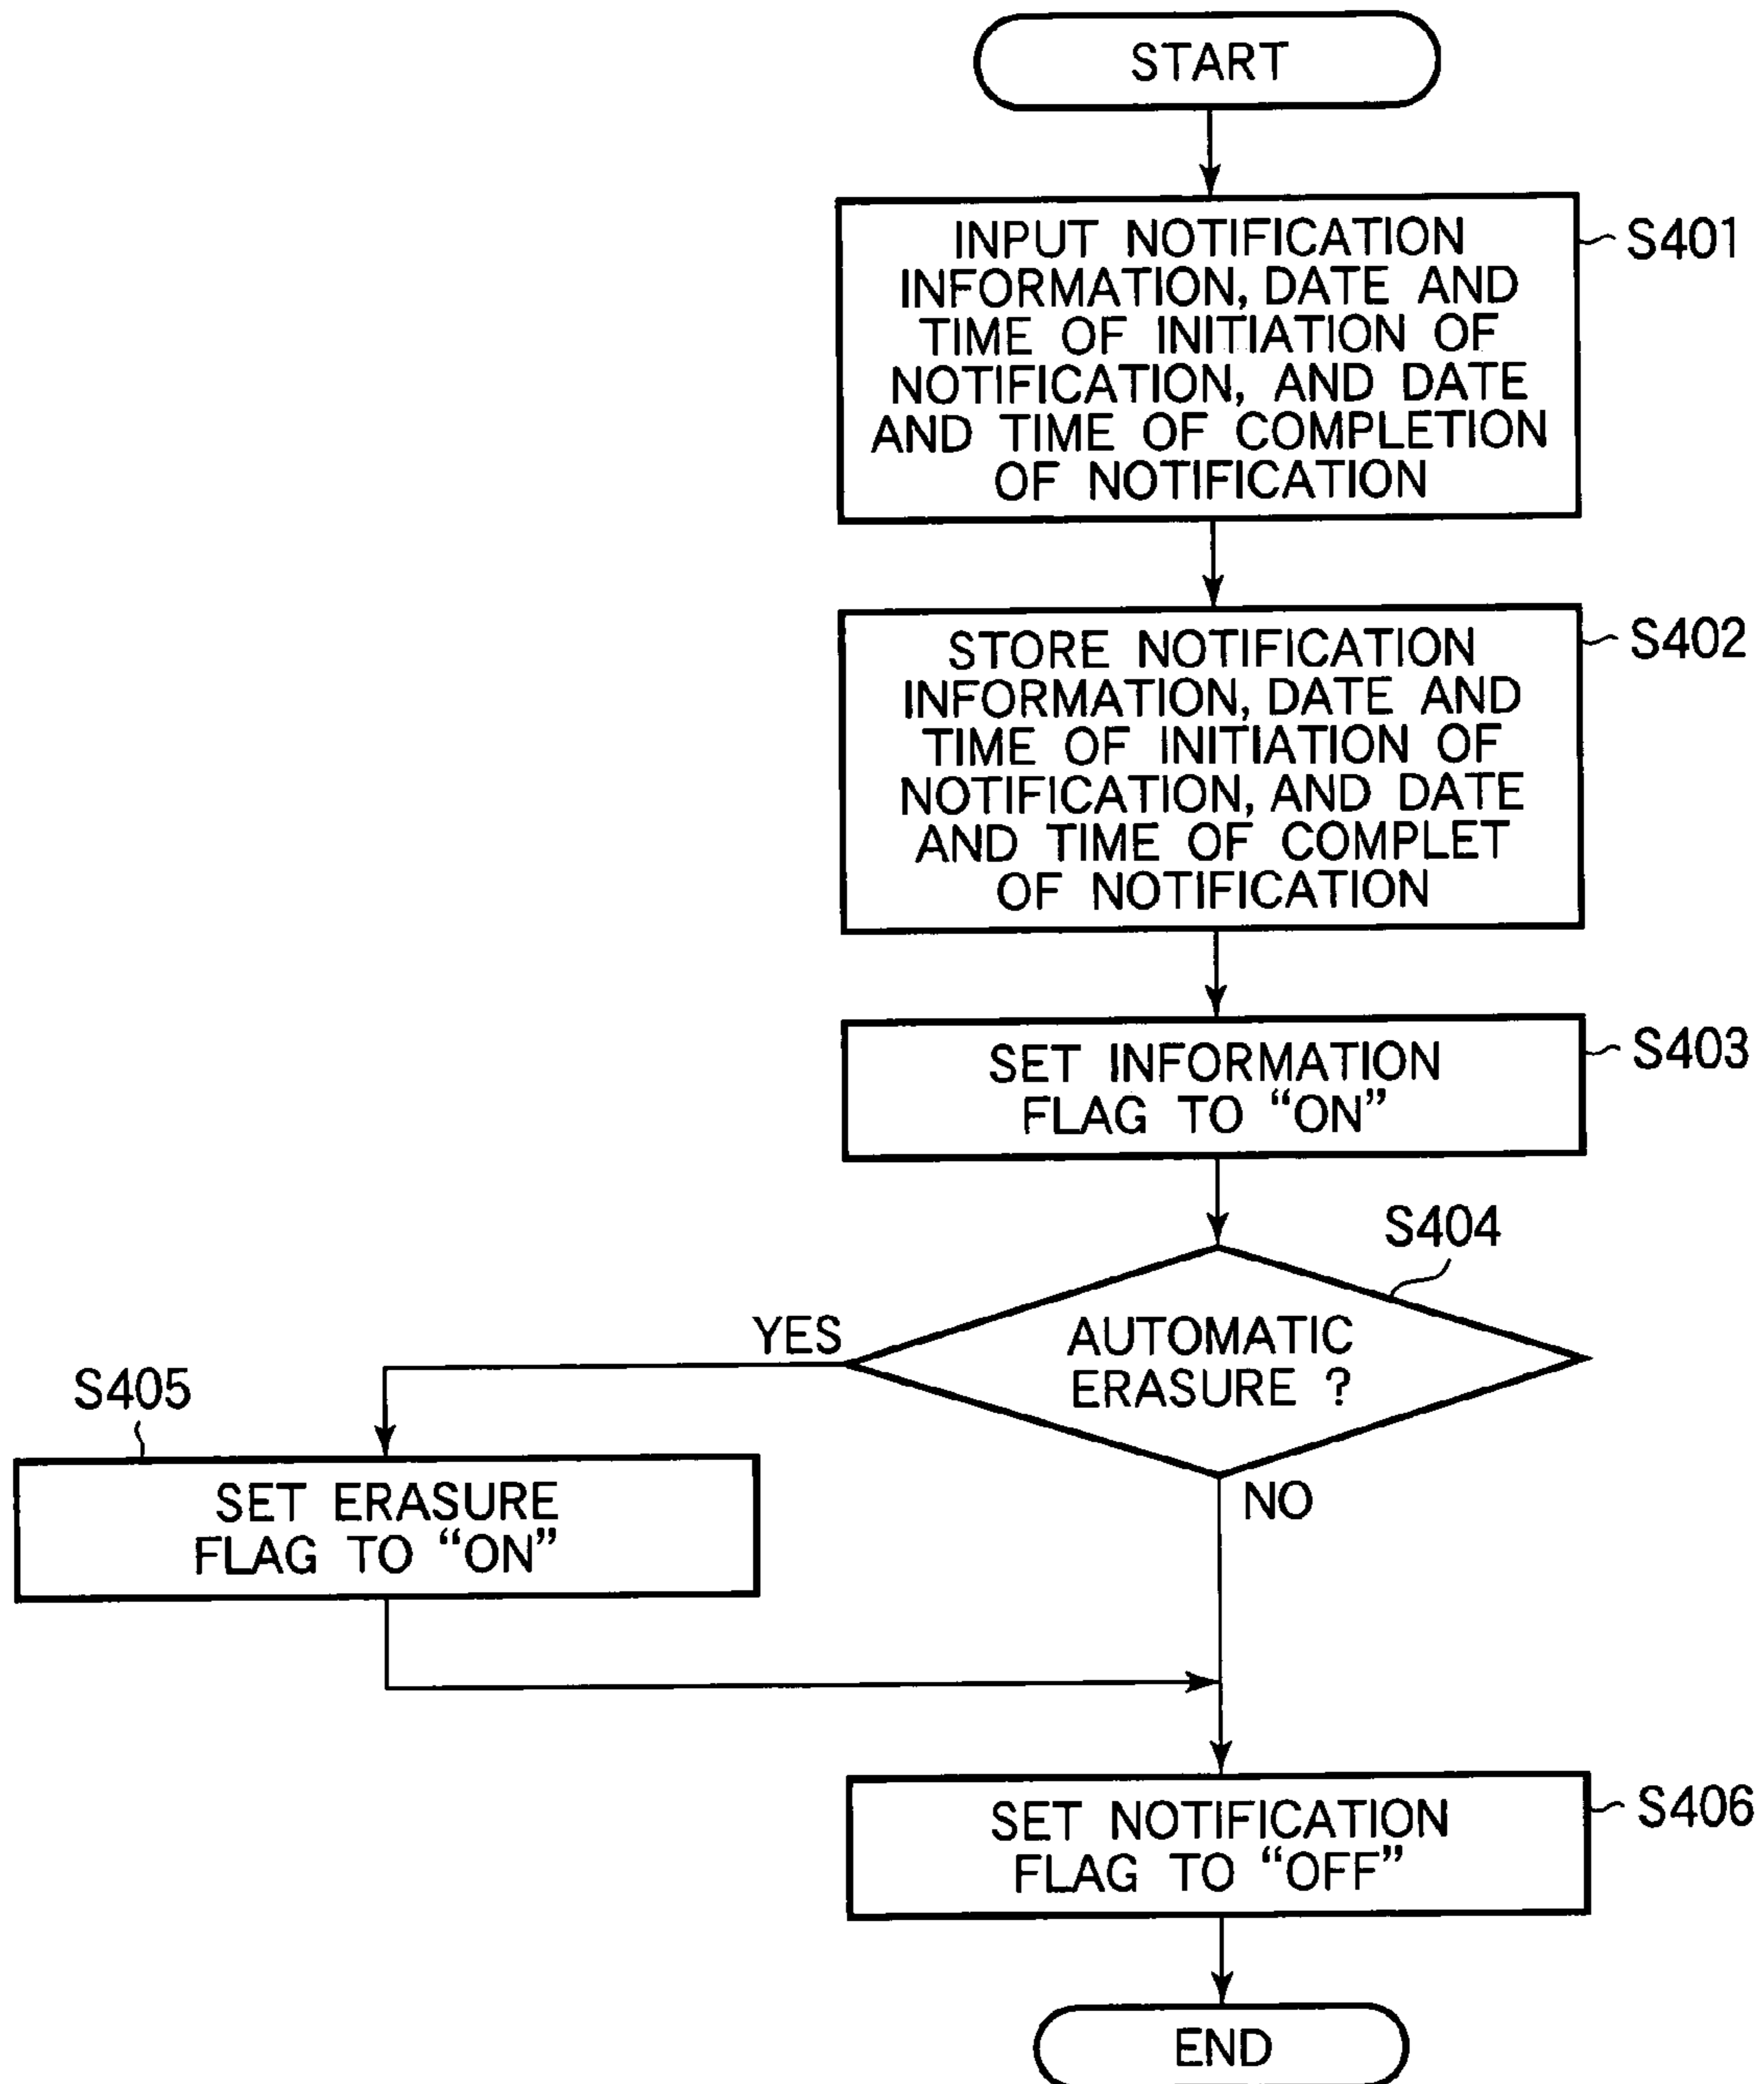 START
INPUT NOTIFICATION
INFORMATION, DATE AND
TIME OF INITIATION OF
NOTIFICATION, AND DATE
AND TIME OF COMPLETION
OF NOTIFICATION
S401
STORE NOTIFICATION
INFORMATION, DATE AND
TIME OF INITIATION OF
NOTIFICATION, AND DATE
AND TIME OF COMPLET
OF NOTIFICATION
S402
SET INFORMATION
FLAG TO “ON”
S403
S404
AUTOMATIC
ERASURE ?
YES
NO
S405
SET ERASURE
FLAG TO “ON”
SET NOTIFICATION
FLAG TO “OFF”
S406
END